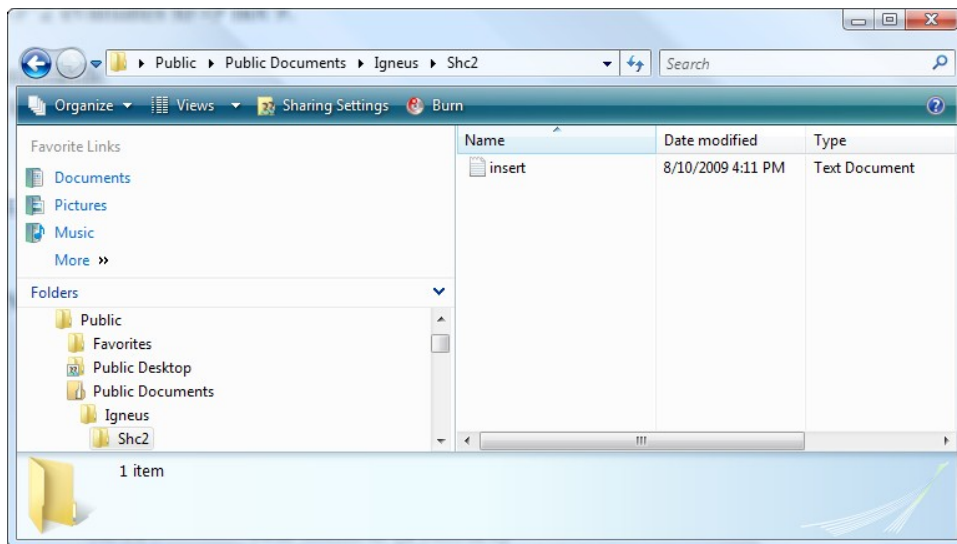 Public ▸ Public Documents ▸ Igneus ▸ Shc2
Search
Organize Views Sharing Settings Burn
Favorite Links
Documents
Pictures
Music
More »
Folders
Public
Favorites
Public Desktop
Public Documents
Igneus
Shc2
Name Date modified Type
insert 8/10/2009 4:11 PM Text Document
1 item